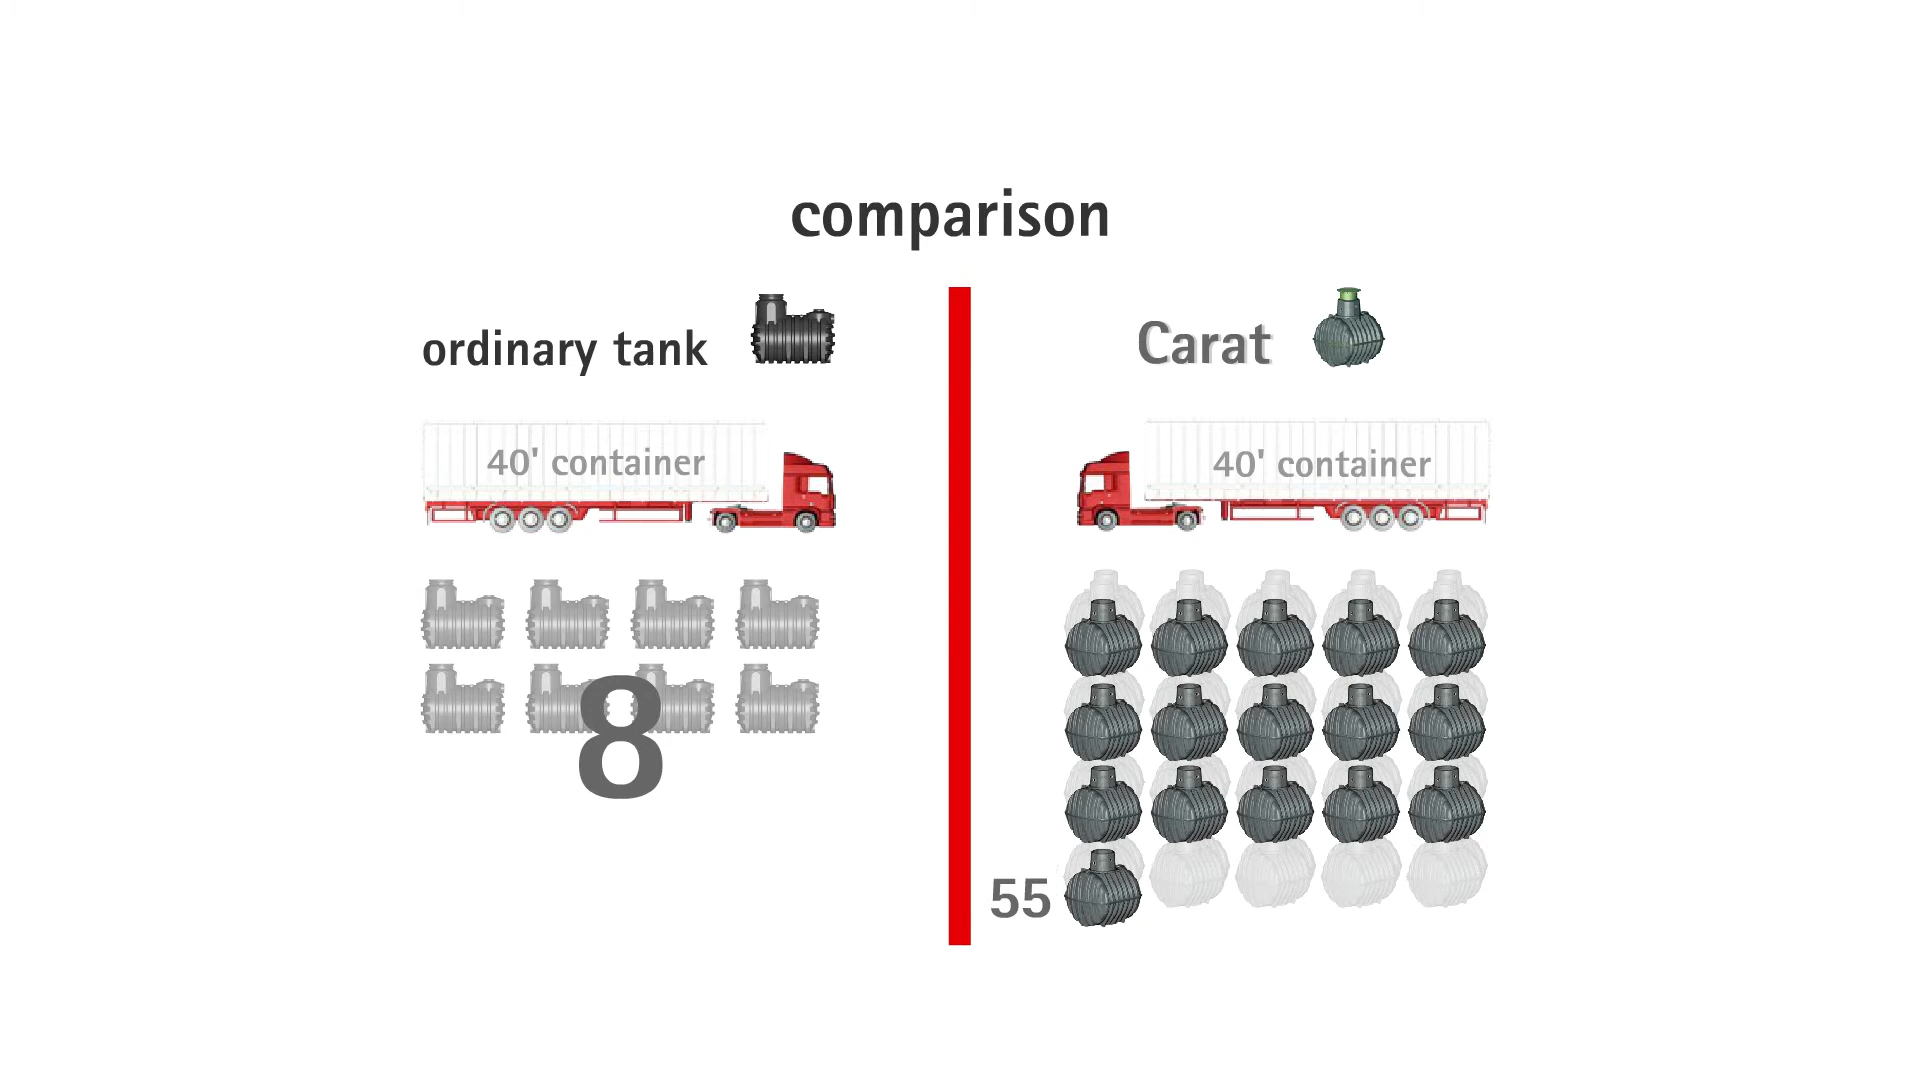 comparison
ordinary tank
Carat
40' container
40' container
8
55